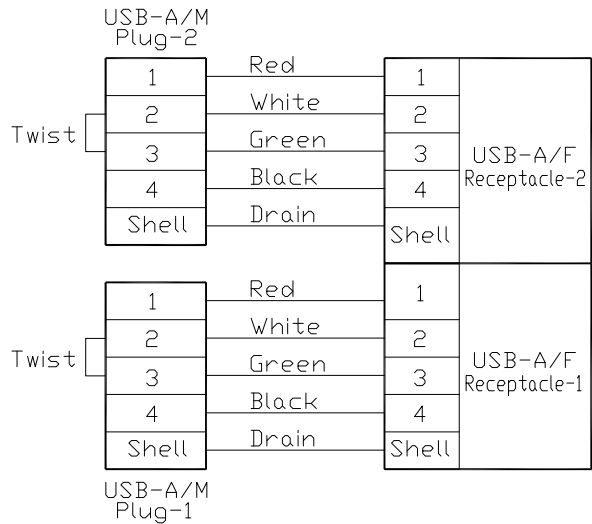 USB-A/M
Plug-2
1 Red 1
2 White 2
Twist
3 Green 3
USB-A/F
Receptacle-2
4 Black 4
Shell Drain Shell
1 Red 1
2 White 2
Twist
3 Green 3
USB-A/F
Receptacle-1
4 Black 4
Shell Drain Shell
USB-A/M
Plug-1